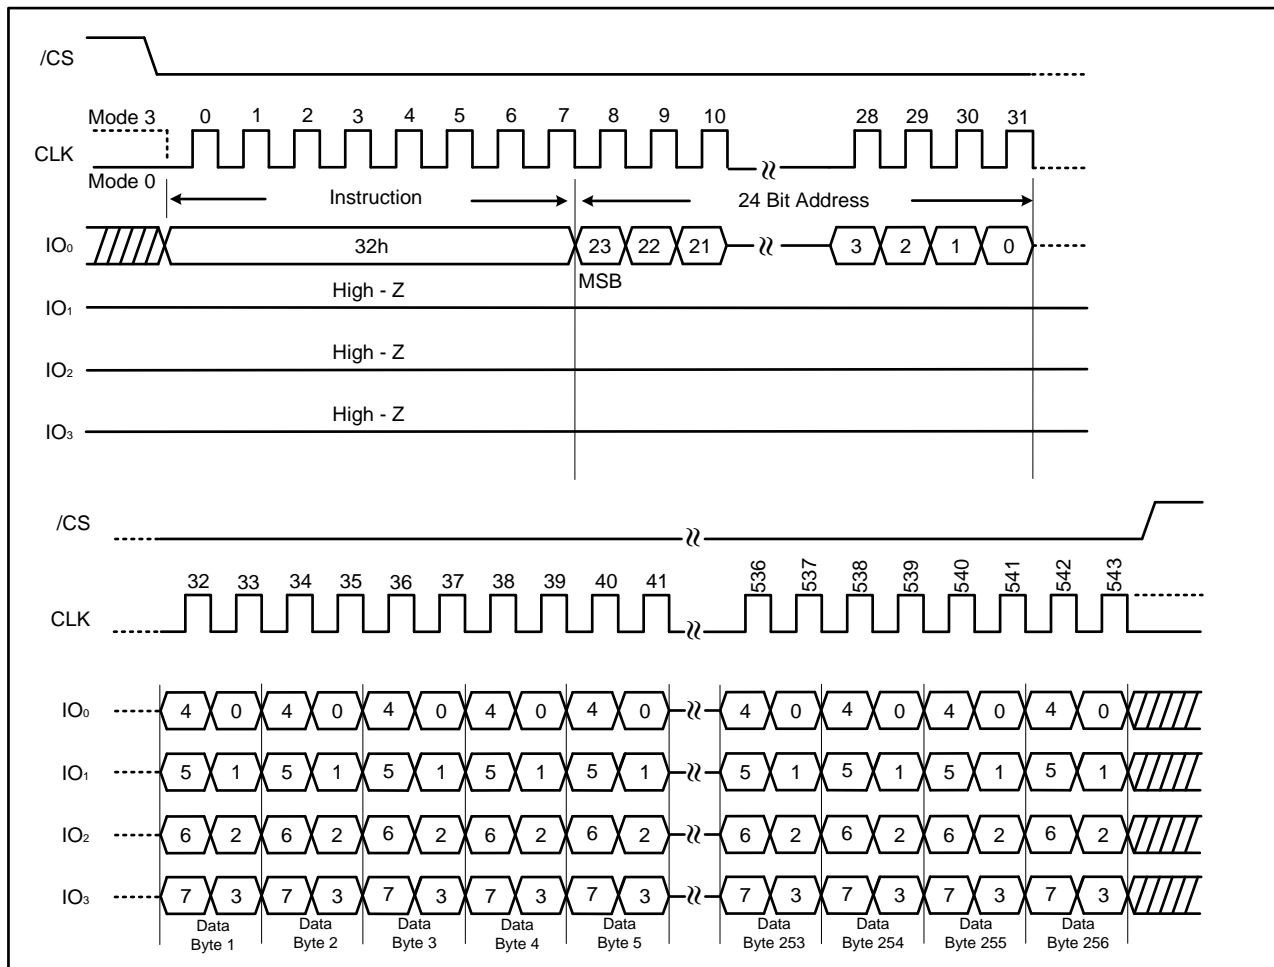 /CS
Mode 3 0 1 2 3 4 5 6 7 8 9 10 28 29 30 31
CLK
Mode 0
Instruction 24 Bit Address
IO0 32h 23 22 21 3 2 1 0
MSB
High - Z
IO1
High - Z
IO2
High - Z
IO3
/CS
32 33 34 35 36 37 38 39 40 41 536 537 538 539 540 541 542 543
CLK
IO0 4 0 4 0 4 0 4 0 4 0 4 0 4 0 4 0 4 0
IO1 5 1 5 1 5 1 5 1 5 1 5 1 5 1 5 1 5 1
IO2 6 2 6 2 6 2 6 2 6 2 6 2 6 2 6 2 6 2
IO3 7 3 7 3 7 3 7 3 7 3 7 3 7 3 7 3 7 3
Data Data Data Data Data Data Data Data Data
Byte 1 Byte 2 Byte 3 Byte 4 Byte 5 Byte 253 Byte 254 Byte 255 Byte 256